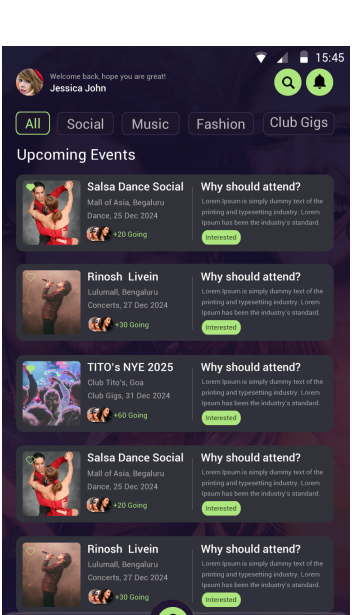 15:45
Welcome back, hope you are great!
Jessica John
All
Social
Music
Fashion
Club Gigs
Upcoming Events
Salsa Dance Social
Mall of Asia, Begaluru
Dance, 25 Dec 2024
+20 Going
Why should attend?
Lorem Ipsum is simply dummy text of the
printing and typesetting industry. Lorem
Ipsum has been the industry's standard.
Interested
Rinosh Livein
Lulumall, Bengaluru
Concerts, 27 Dec 2024
+30 Going
Why should attend?
Lorem Ipsum is simply dummy text of the
printing and typesetting industry. Lorem
Ipsum has been the industry's standard.
Interested
TITO's NYE 2025
Club Tito's, Goa
Club Gigs, 31 Dec 2024
+60 Going
Why should attend?
Lorem Ipsum is simply dummy text of the
printing and typesetting industry. Lorem
Ipsum has been the industry's standard.
Interested
Salsa Dance Social
Mall of Asia, Begaluru
Dance, 25 Dec 2024
+20 Going
Why should attend?
Lorem Ipsum is simply dummy text of the
printing and typesetting industry. Lorem
Ipsum has been the industry's standard.
Interested
Rinosh Livein
Lulumall, Bengaluru
Concerts, 27 Dec 2024
+30 Going
Why should attend?
Lorem Ipsum is simply dummy text of the
printing and typesetting industry. Lorem
Ipsum has been the industry's standard.
Interested